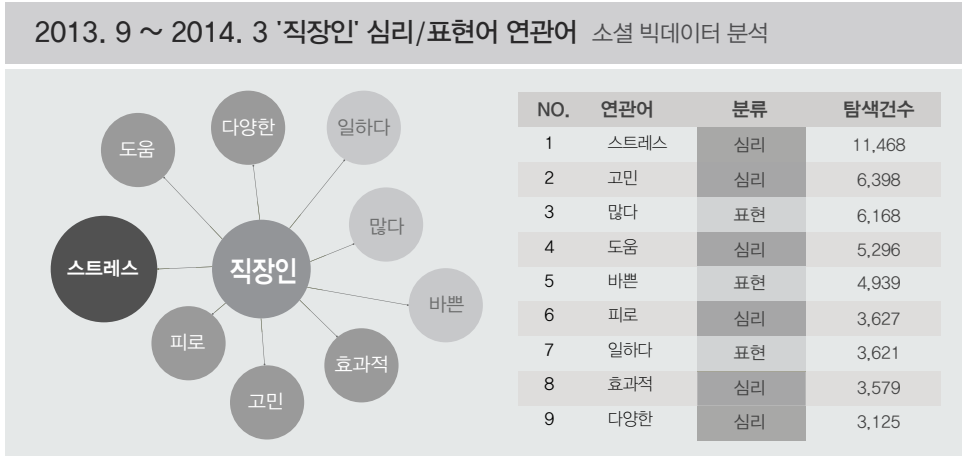 2013. 9 ~ 2014. 3 '직장인' 심리/표현어 연관어 소셜 빅데이터 분석
다양한
일하다
도움
많다
스트레스
직장인
바쁜
피로
효과적
고민
NO. 연관어 분류 탐색건수
1 스트레스 심리 11,468
2 고민 심리 6,398
3 많다 표현 6,168
4 도움 심리 5,296
5 바쁜 표현 4,939
6 피로 심리 3,627
7 일하다 표현 3,621
8 효과적 심리 3,579
9 다양한 심리 3,125